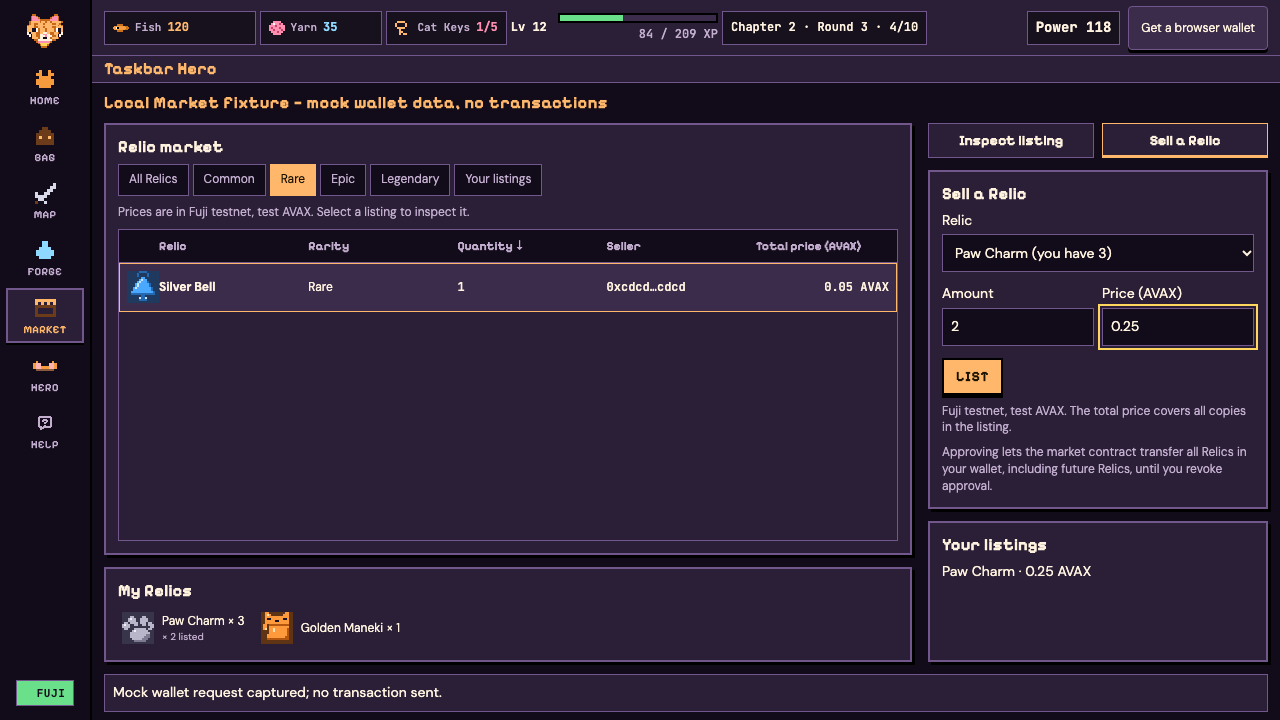 Fish 120
Yarn 35
Cat Keys 1/5
Lv 12
84 / 209 XP
Chapter 2 · Round 3 · 4/10
Power 118
Get a browser wallet
HOME
BAG
MAP
FORGE
MARKET
HERO
HELP
FUJI
Taskbar Hero
Local Market Fixture - mock wallet data, no transactions
Relic market
All Relics
Common
Rare
Epic
Legendary
Your listings
Prices are in Fuji testnet, test AVAX. Select a listing to inspect it.
Relic Rarity Quantity ↓ Seller Total price (AVAX)
Silver Bell Rare 1 0xcdcd…cdcd 0.05 AVAX
My Relics
Paw Charm × 3
× 2 listed
Golden Maneki × 1
Inspect listing
Sell a Relic
Sell a Relic
Relic
Paw Charm (you have 3)
Amount Price (AVAX)
2 0.25
LIST
Fuji testnet, test AVAX. The total price covers all copies
in the listing.
Approving lets the market contract transfer all Relics in
your wallet, including future Relics, until you revoke
approval.
Your listings
Paw Charm · 0.25 AVAX
Mock wallet request captured; no transaction sent.